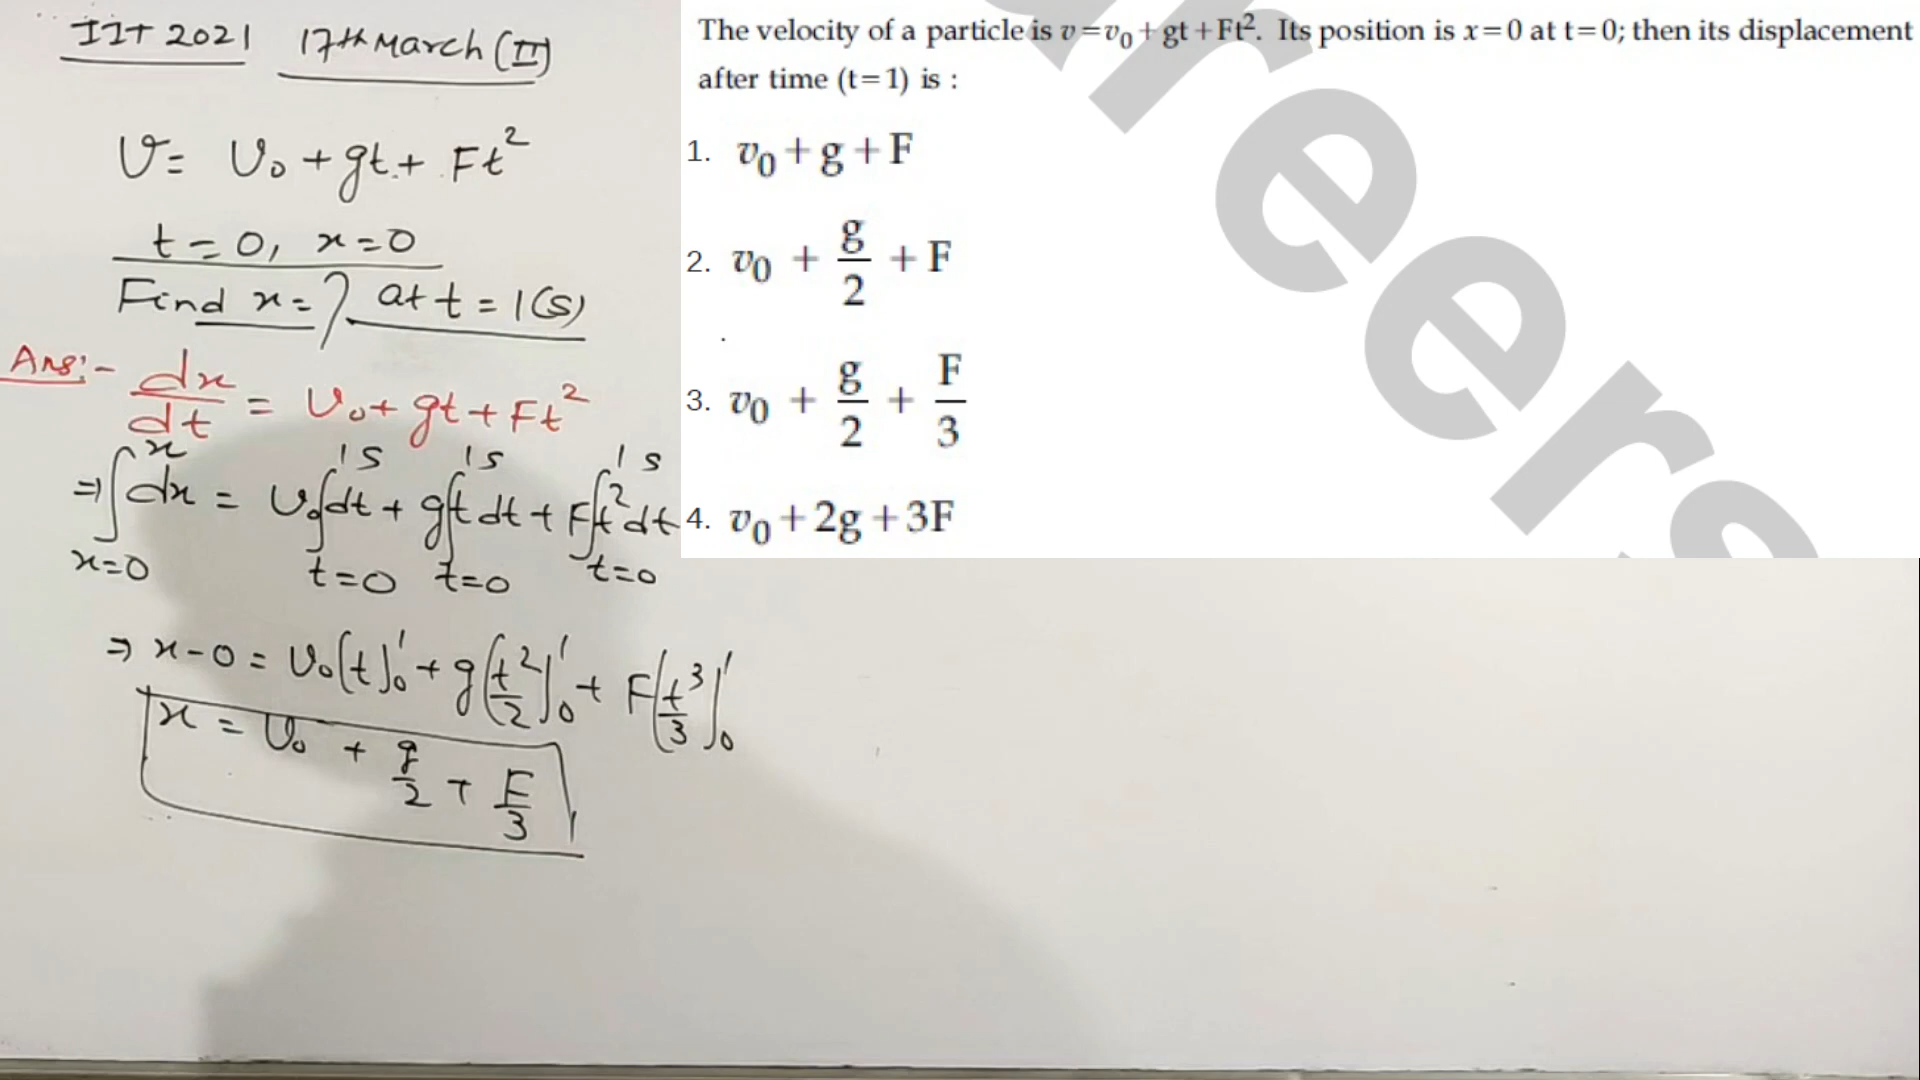 IIT 2021 17th March (II)
V = V₀ + gt + Ft²
t = 0, x = 0
Find x = ? at t = 1(s)
Ans:- dx/dt = V₀ + gt + Ft²
⇒ ∫ₓ₌₀ˣ dx = V₀ ∫ₜ₌₀¹ˢ dt + g ∫ₜ₌₀¹ˢ t dt + F ∫ₜ₌₀¹ˢ t² dt
⇒ x - 0 = V₀ (t)₀¹ + g (t²/2)₀¹ + F (t³/3)₀¹
x = V₀ + g/2 + F/3
The velocity of a particle is v = v₀ + gt + Ft². Its position is x = 0 at t = 0; then its displacement
after time (t = 1) is :
1. v₀ + g + F
2. v₀ + g/2 + F
3. v₀ + g/2 + F/3
4. v₀ + 2g + 3F